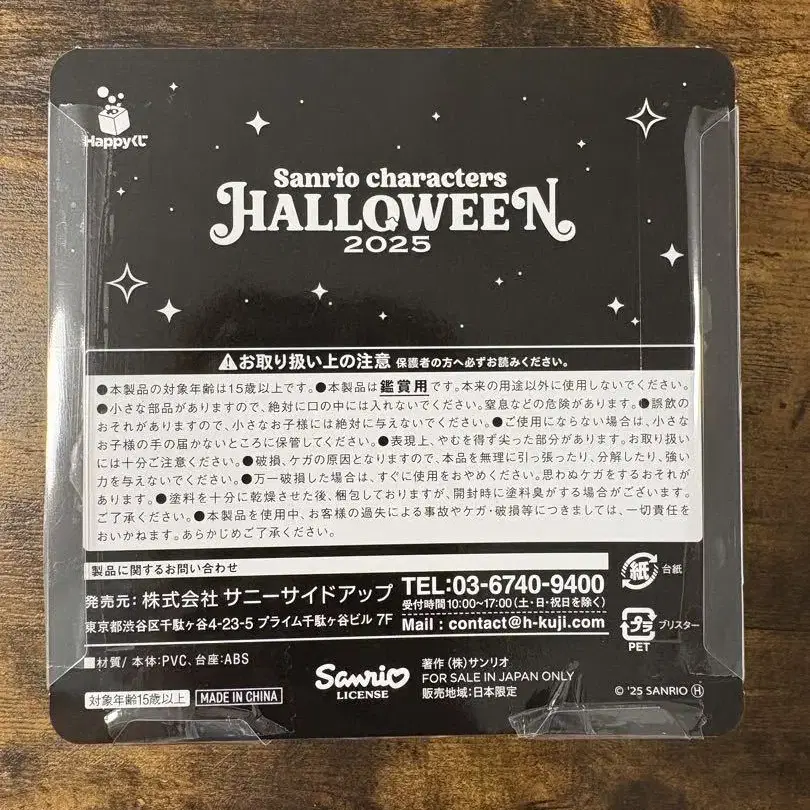 Happyくじ
Sanrio characters
HALLOWEEN
2025
お取り扱い上の注意 保護者の方へ必ずお読みください。
●本製品の対象年齢は15歳以上です。●本製品は鑑賞用です。本来の用途以外に使用しないでください。
●小さな部品がありますので、絶対に口の中には入れないでください。窒息などの危険があります。●誤飲の
おそれがありますので、小さなお子様には絶対に与えないでください。●ご使用にならない場合は、小さな
お子様の手の届かないところに保管してください。●表現上、やむを得ず尖った部分があります。お取り扱い
には十分ご注意ください。●破損、ケガの原因となりますので、本品を無理に引っ張ったり、分解したり、強い
力を与えないでください。●万一破損した場合は、すぐに使用をおやめください。思わぬケガをするおそれが
あります。●塗料を十分に乾燥させた後、梱包しておりますが、開封時に塗料臭がする場合がございます。
ご了承ください。●本製品を使用中、お客様の過失による事故やケガ・破損等につきましては、一切責任を
おいかねます。あらかじめご了承ください。
製品に関するお問い合わせ
発売元:株式会社 サニーサイドアップ
東京都渋谷区千駄ヶ谷4-23-5 プライム千駄ヶ谷ビル 7F
TEL:03-6740-9400
受付時間10:00~17:00(土・日・祝日を除く)
Mail : contact@h-kuji.com
紙 台紙
プラ ブリスター
PET
■材質/ 本体:PVC、台座:ABS
対象年齢15歳以上 MADE IN CHINA
Sanrio
LICENSE
著作 (株)サンリオ
FOR SALE IN JAPAN ONLY
販売地域:日本限定
© '25 SANRIO Ⓗ